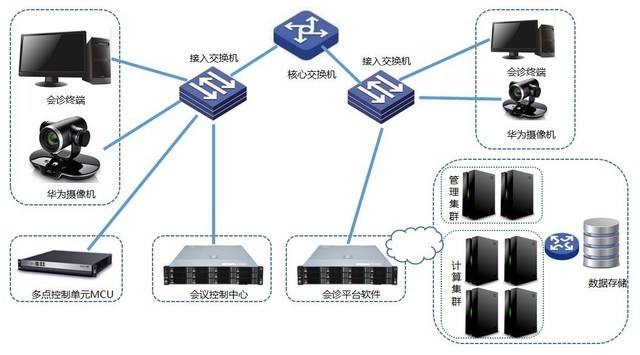 接入交换机
核心交换机
接入交换机
会诊终端
华为摄像机
会诊终端
华为摄像机
多点控制单元MCU
会议控制中心
会诊平台软件
管理集群
计算集群
数据存储